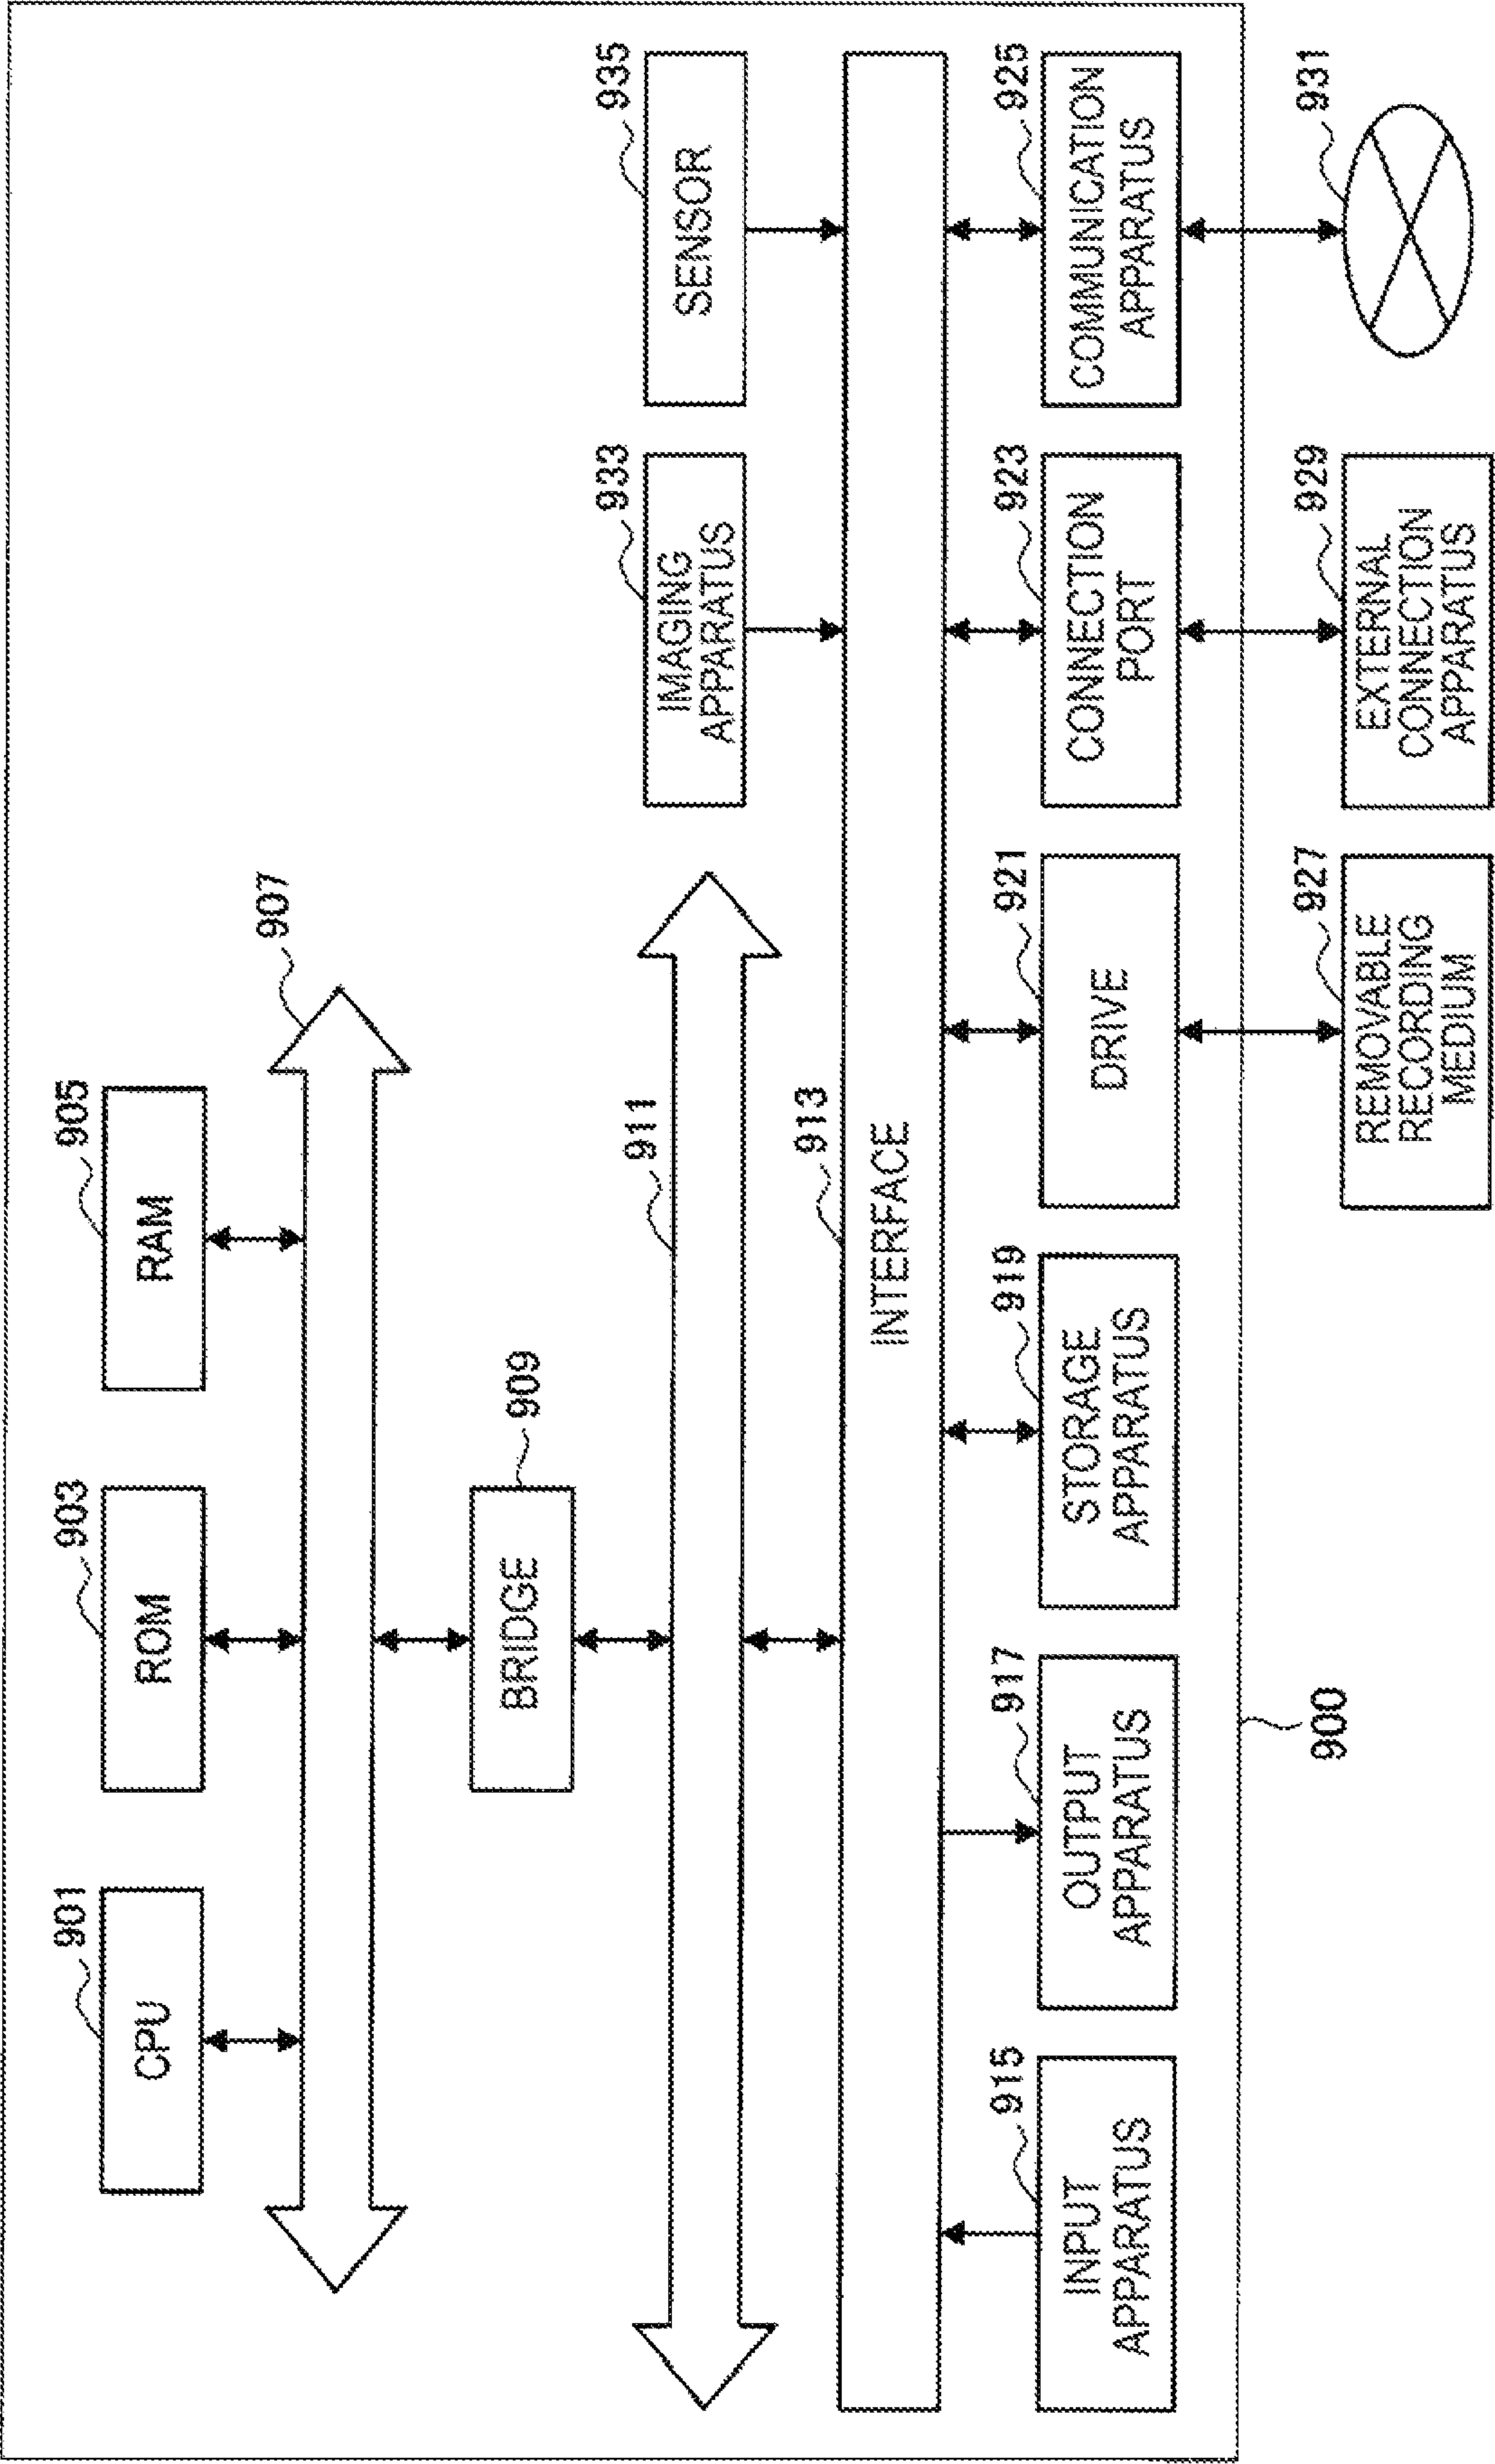 901
CPU
903
ROM
905
RAM
907
909
BRIDGE
911
933
IMAGING
APPARATUS
935
SENSOR
913
INTERFACE
915
INPUT
APPARATUS
917
OUTPUT
APPARATUS
919
STORAGE
APPARATUS
921
DRIVE
923
CONNECTION
PORT
925
COMMUNICATION
APPARATUS
900
927
REMOVABLE
RECORDING
MEDIUM
929
EXTERNAL
CONNECTION
APPARATUS
931